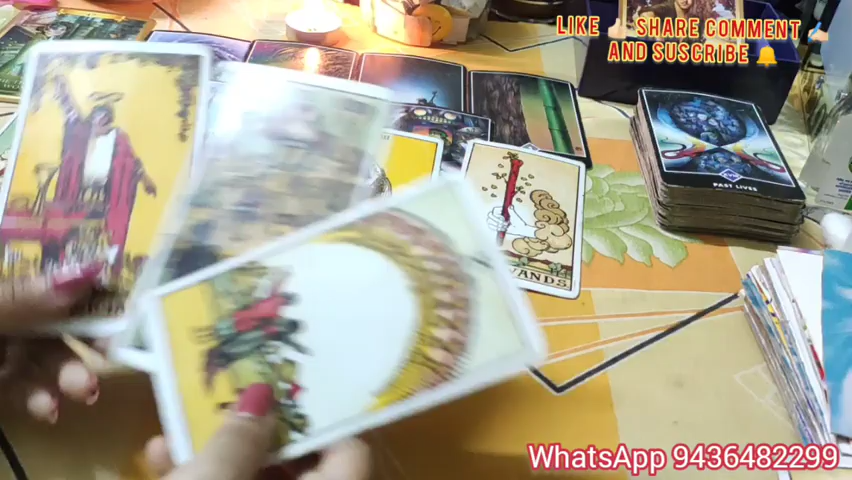 LIKE 👍🏻 SHARE COMMENT 👍🏻
AND SUSCRIBE 🔔
PAST LIVES
WANDS
WhatsApp 9436482299